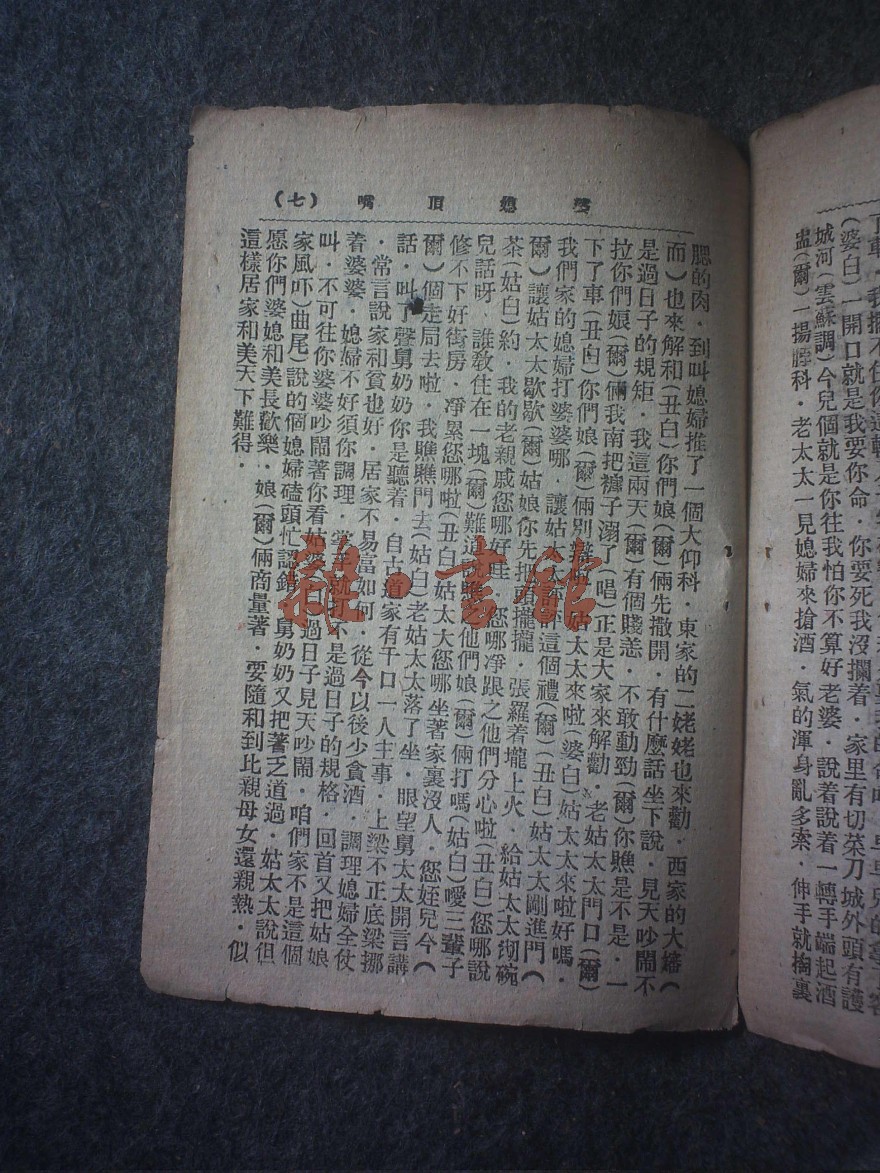 婆媳頂嘴 (七)
腮的肉．到叫媳婦推了一個大仰科．東家的二姥姥也來勸．西家的大嬸(
而)也來解和(丑白)你們娘(爾)倆先撒開．有什麼話坐下說．見天吵鬧不
是過日子的規矩．我這兩天(爾)有個賤恙．不敢動勁(爾)你瞧是不是．一
拉你們娘(爾)倆我南把褲子溺了(唱)正是大家來解勸．老姑太太門口(爾)
下了車(丑白)你們娘(爾)倆別 姑太太來啦(婆白)姑太太來啦好嗎．
我們家的媳婦打婆婆哪．讓姑 這個禮(爾)(丑白)姑太太剛進門(
爾)讓姑太太歇歇(爾)姑娘你先把頭攏攏．張羅着壠上火．給姑太太沏碗
茶(姑白)約．我的老親戚您哪好哇．您哪凈跟之他們分心啦(丑白)您哪說
兒話呀．誰敎住在一塊(爾)難道說瞧 他們娘(爾)倆打嗎(姑白)噯三輩子
修不下好街房．凈累您哪啦(丑白)姑太太您哪坐著家裏沒人．您姪兒今(
爾)個走局去啦．我瞧瞧門去(姑白)老姑太太落了坐．眼望舅太太開言講
話．叫了聲舅奶奶你是聽着．自古道家有千口一人主事．上梁不正底梁挪
．常言說家和貧也好．居家不易富如何．從今以後少貪酒．調理媳婦全仗
着婆婆．媳婦不好須你調理．掌 就打不是過日子的規格．回首又把姑娘
叫．不可往你婆婆吵鬧著你看姑婆 白)過日子見天吵鬧．咱們家不是這個
家風吓)曲尾)說的個媳婦磕頭忙認錯．舅奶奶又把著乏道過．姑太太說但
愿你們婆媳和美長歡樂．娘(爾)倆商量著．要隨和到比親母女還親熱．似
這樣居家和美天下難得．
(婆白)一開口就是我要你命．你要死我沒攔着．家里有切菜刀城外頭有護
城河(雲蘇調)今兒個就是你往我怕你不算好老婆．說着說着一轉手端起酒
盅(爾)一揚脖科．老太太一見媳婦來搶酒．氣的渾身亂多索．伸手就掏裏
雜·書館